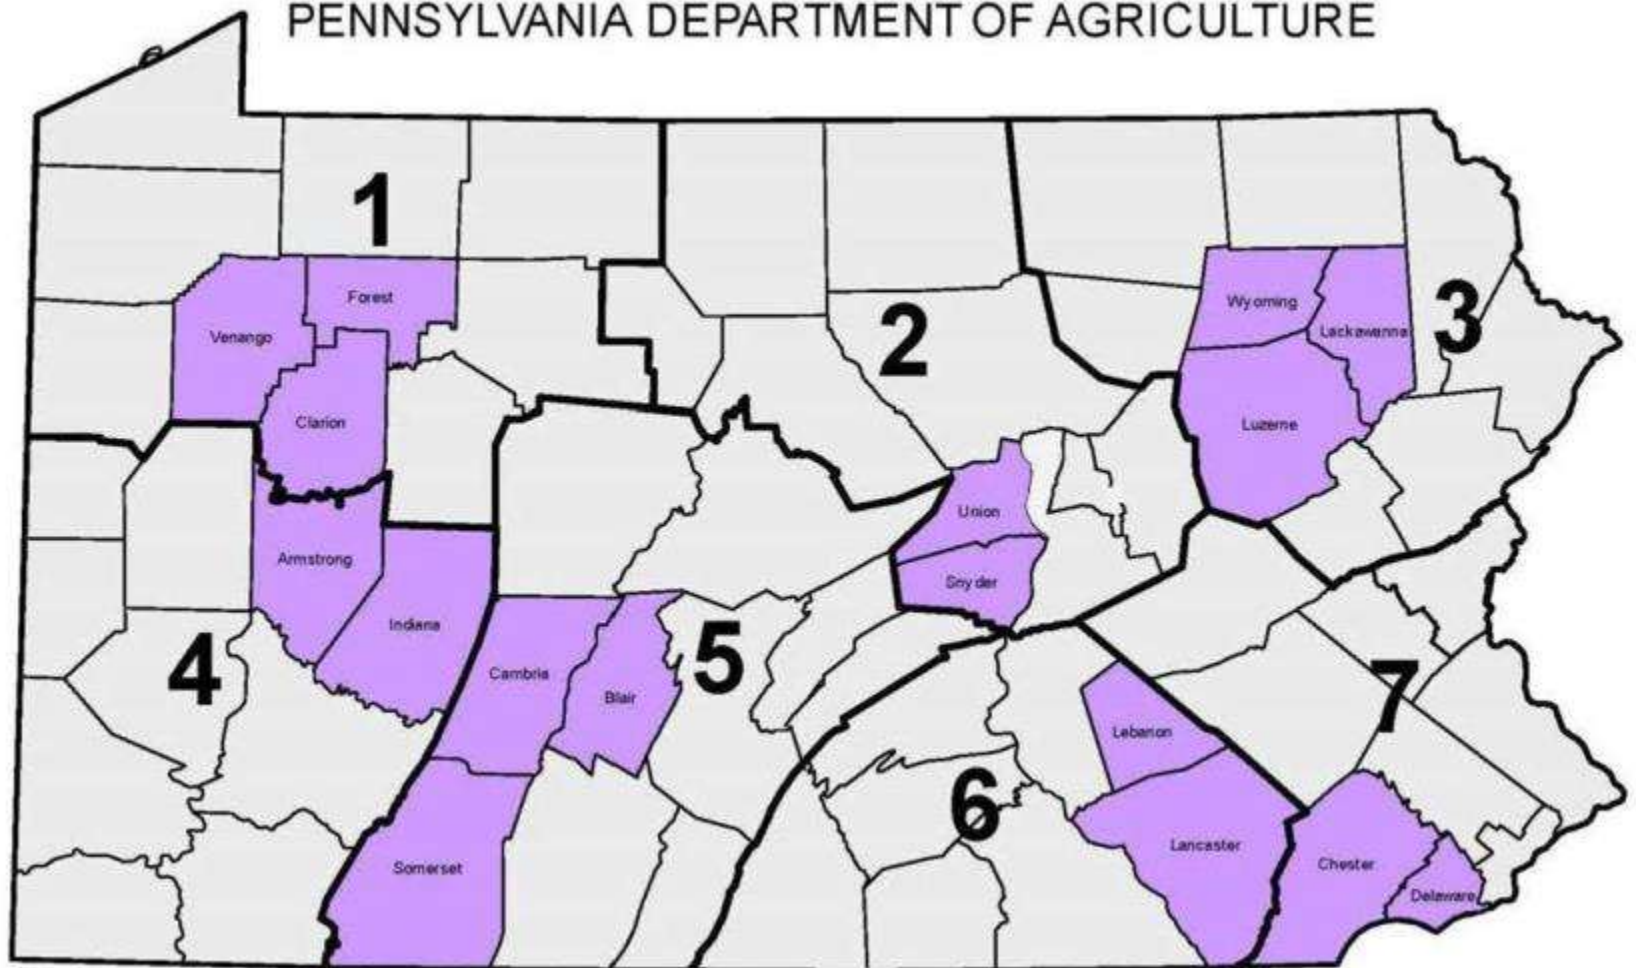 PENNSYLVANIA DEPARTMENT OF AGRICULTURE
1
2
3
Forest
Venango
Clarion
Wyoming
Lackawanna
Luzerne
Union
Snyder
Armstrong
Indiana
4
5
Cambria
Blair
7
6
Lebanon
Somerset
Lancaster
Chester
Delaware